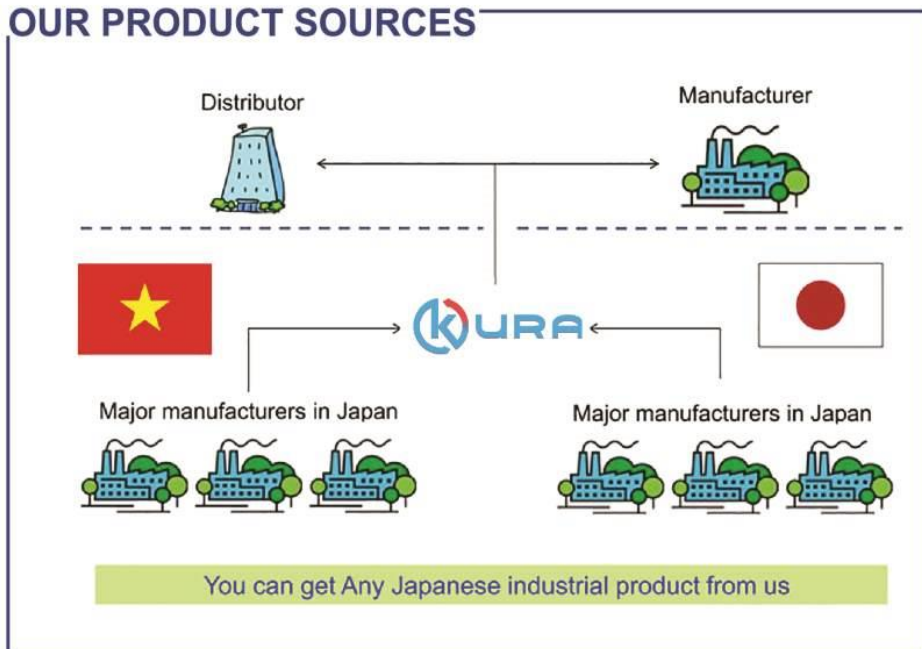 OUR PRODUCT SOURCES
Distributor
Manufacturer
KURA
Major manufacturers in Japan
Major manufacturers in Japan
You can get Any Japanese industrial product from us